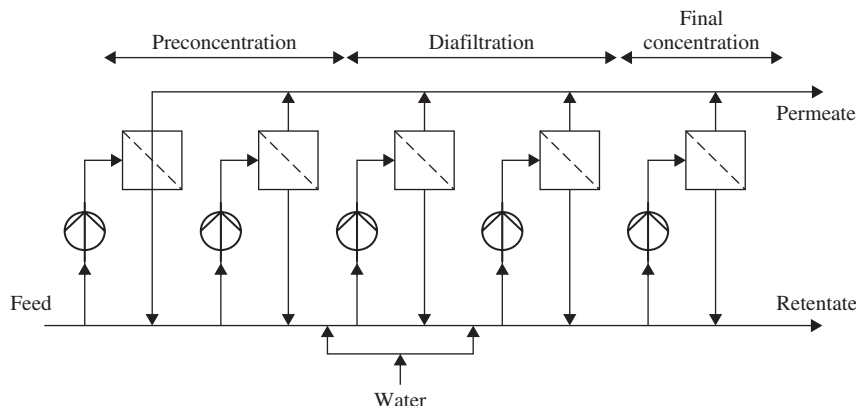 Preconcentration
Diafiltration
Final
concentration
Permeate
Feed
Retentate
Water